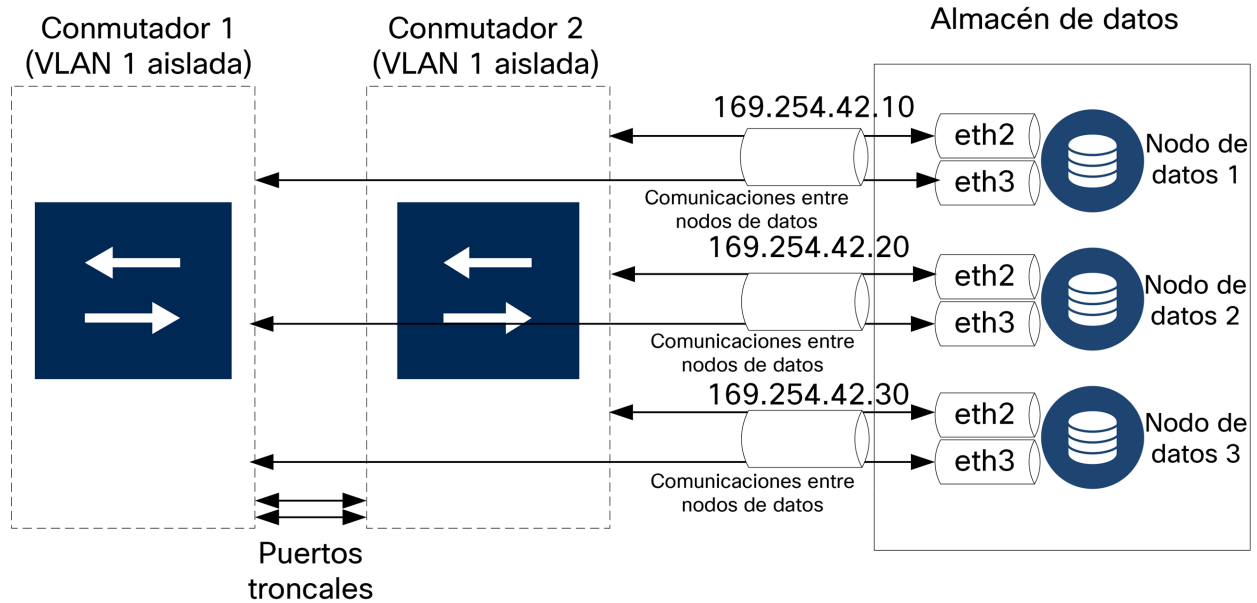 Conmutador 1
(VLAN 1 aislada)
Conmutador 2
(VLAN 1 aislada)
Almacén de datos
169.254.42.10
eth2
eth3
Nodo de
datos 1
Comunicaciones entre
nodos de datos
169.254.42.20
eth2
eth3
Nodo de
datos 2
Comunicaciones entre
nodos de datos
169.254.42.30
eth2
eth3
Nodo de
datos 3
Comunicaciones entre
nodos de datos
Puertos
troncales